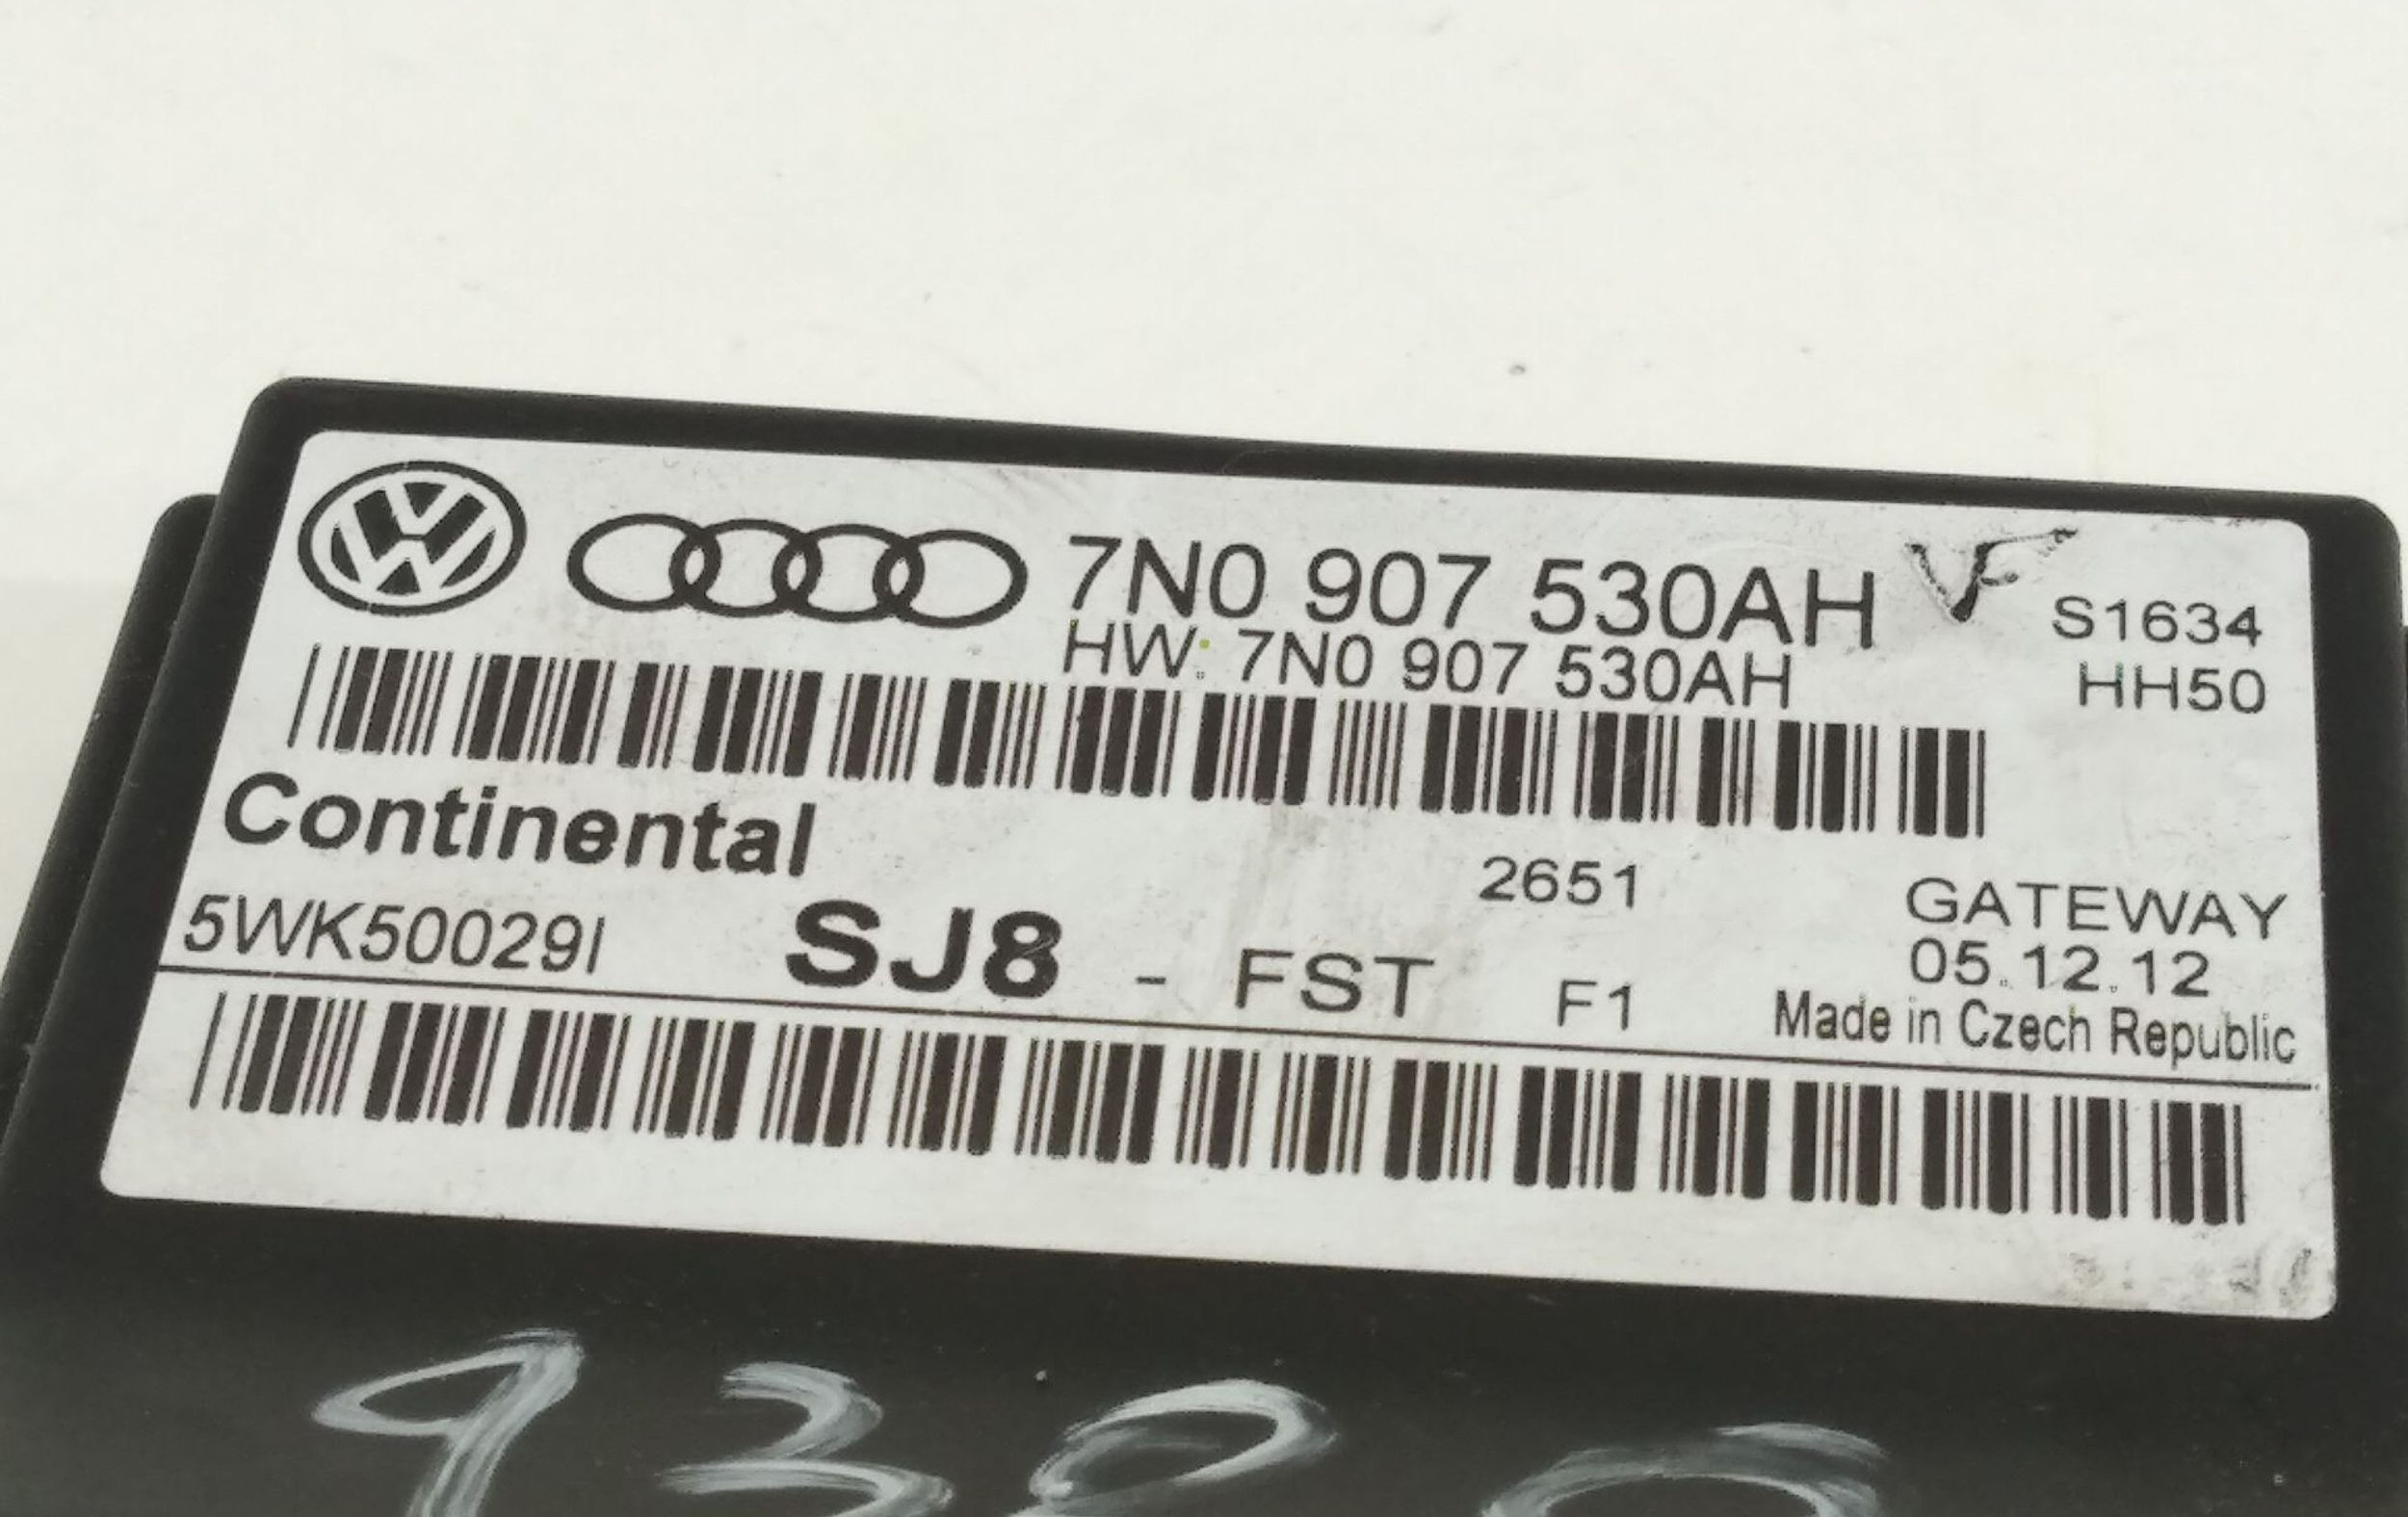 7N0 907 530AH VF S1634
HW: 7N0 907 530AH HH50
Continental
2651 GATEWAY
5WK50029I SJ8 - FST F1 05.12.12
Made in Czech Republic